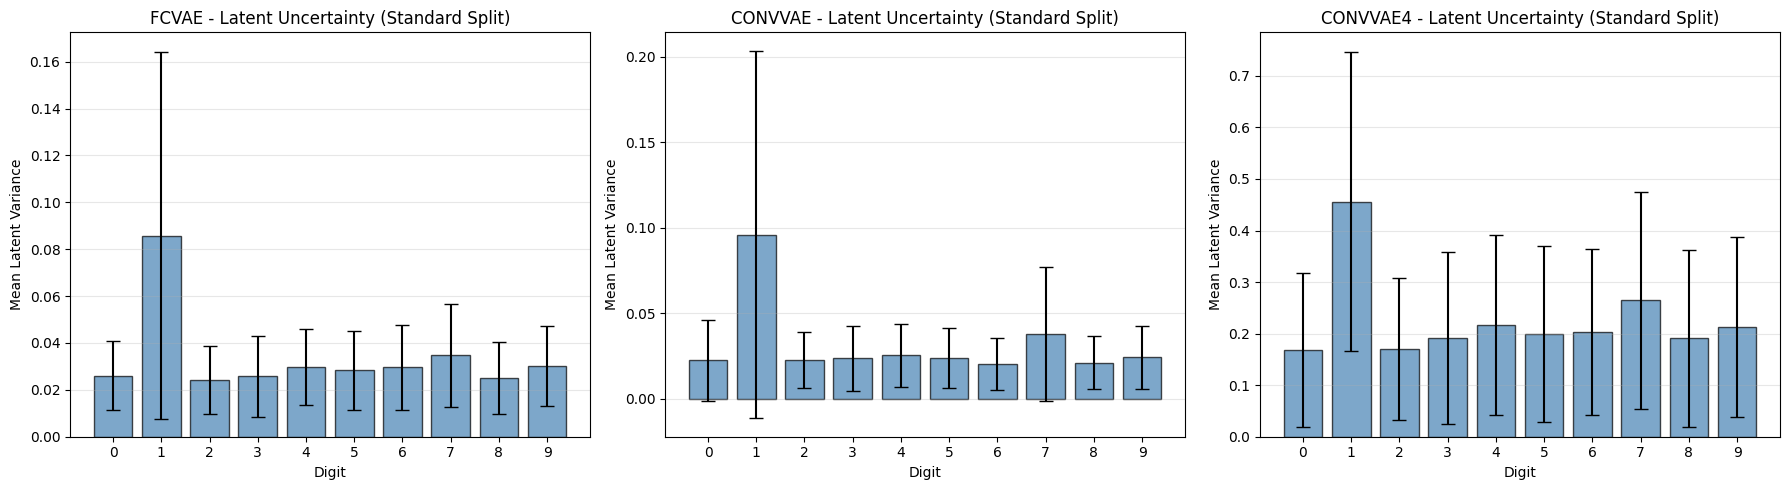 FCVAE - Latent Uncertainty (Standard Split)
Mean Latent Variance
0.16
0.14
0.12
0.10
0.08
0.06
0.04
0.02
0.00
0 1 2 3 4 5 6 7 8 9
Digit
CONVVAE - Latent Uncertainty (Standard Split)
Mean Latent Variance
0.20
0.15
0.10
0.05
0.00
0 1 2 3 4 5 6 7 8 9
Digit
CONVVAE4 - Latent Uncertainty (Standard Split)
Mean Latent Variance
0.7
0.6
0.5
0.4
0.3
0.2
0.1
0.0
0 1 2 3 4 5 6 7 8 9
Digit